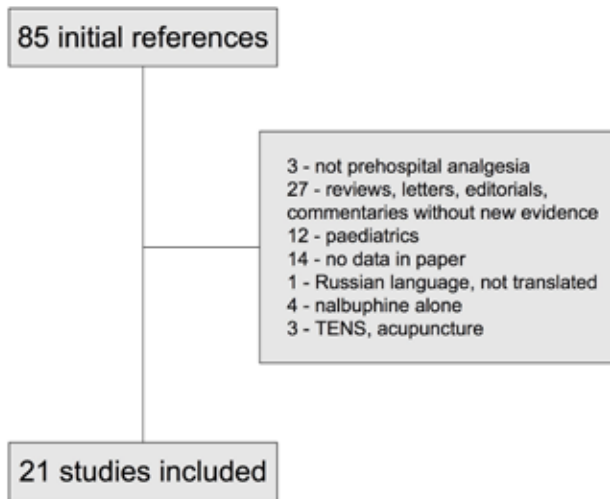 85 initial references
3 - not prehospital analgesia
27 - reviews, letters, editorials,
commentaries without new evidence
12 - paediatrics
14 - no data in paper
1 - Russian language, not translated
4 - nalbuphine alone
3 - TENS, acupuncture
21 studies included